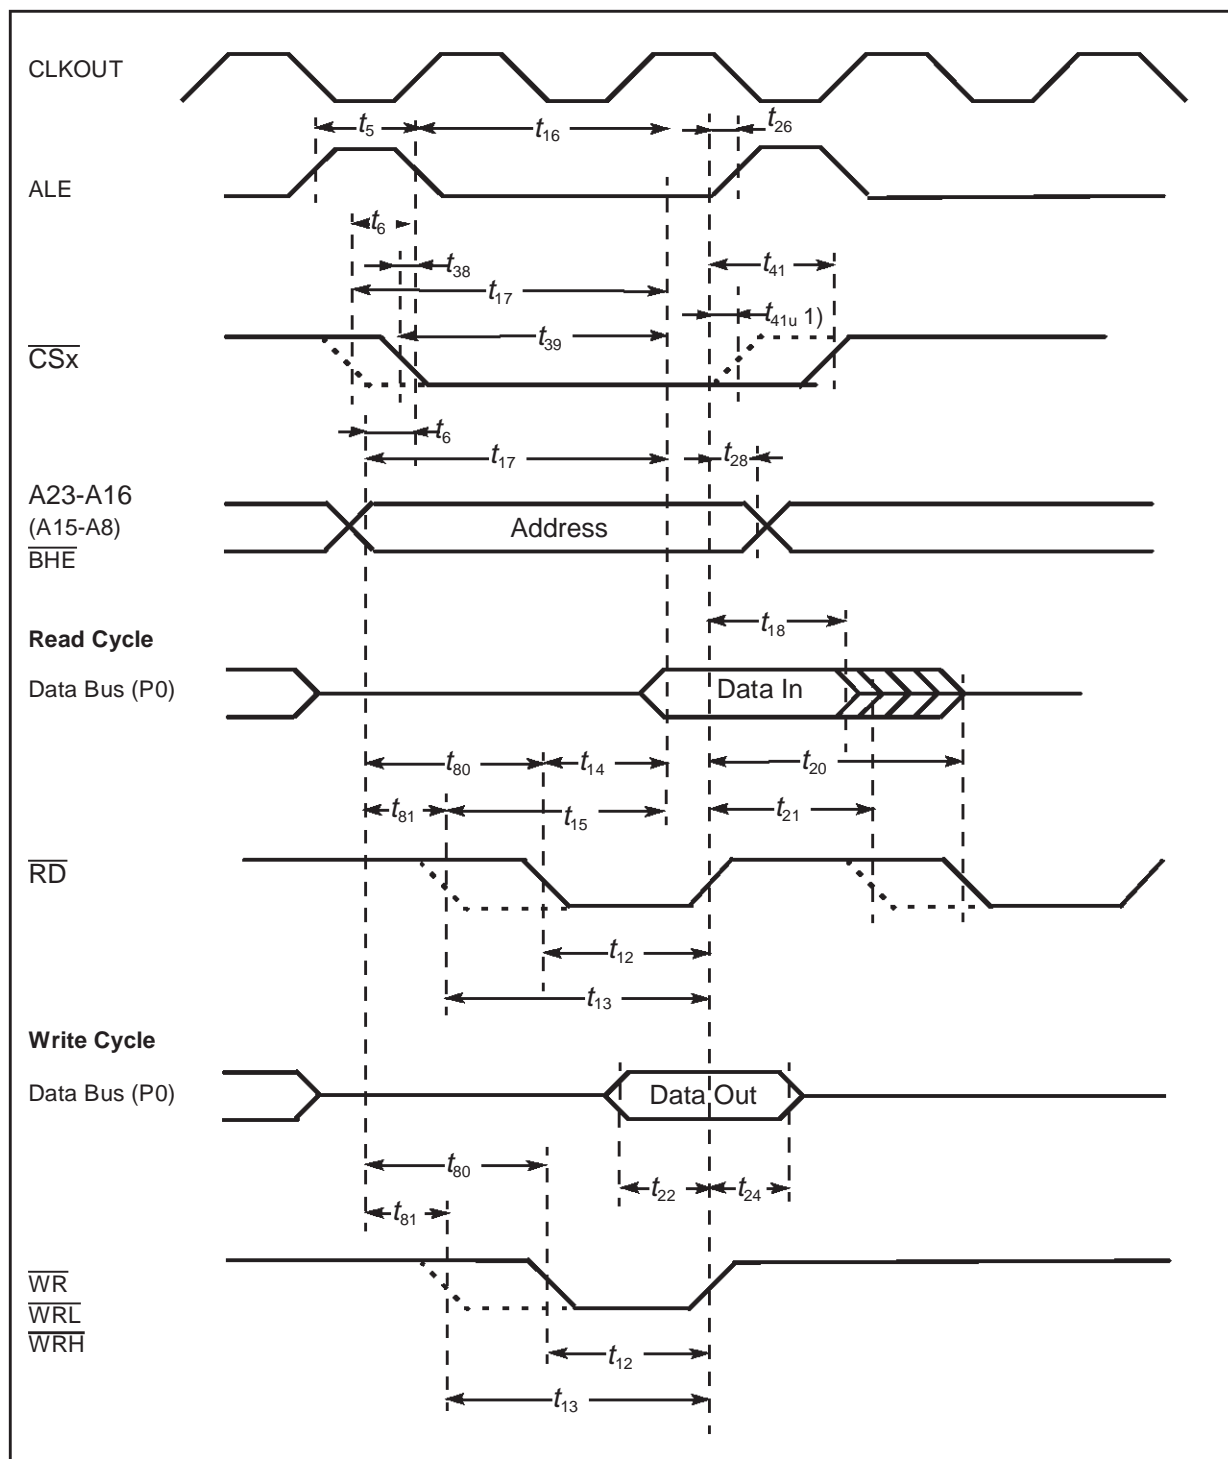 CLKOUT
t5 t16 t26
ALE
t6
t38 t41
t17
t41u 1)
t39
CSx
t6
t17 t28
A23-A16
(A15-A8) Address
BHE
t18
Read Cycle
Data Bus (P0) Data In
t80 t14 t20
t81 t15 t21
RD
t12
t13
Write Cycle
Data Bus (P0) Data Out
t80
t22 t24
t81
WR
WRL
WRH
t12
t13